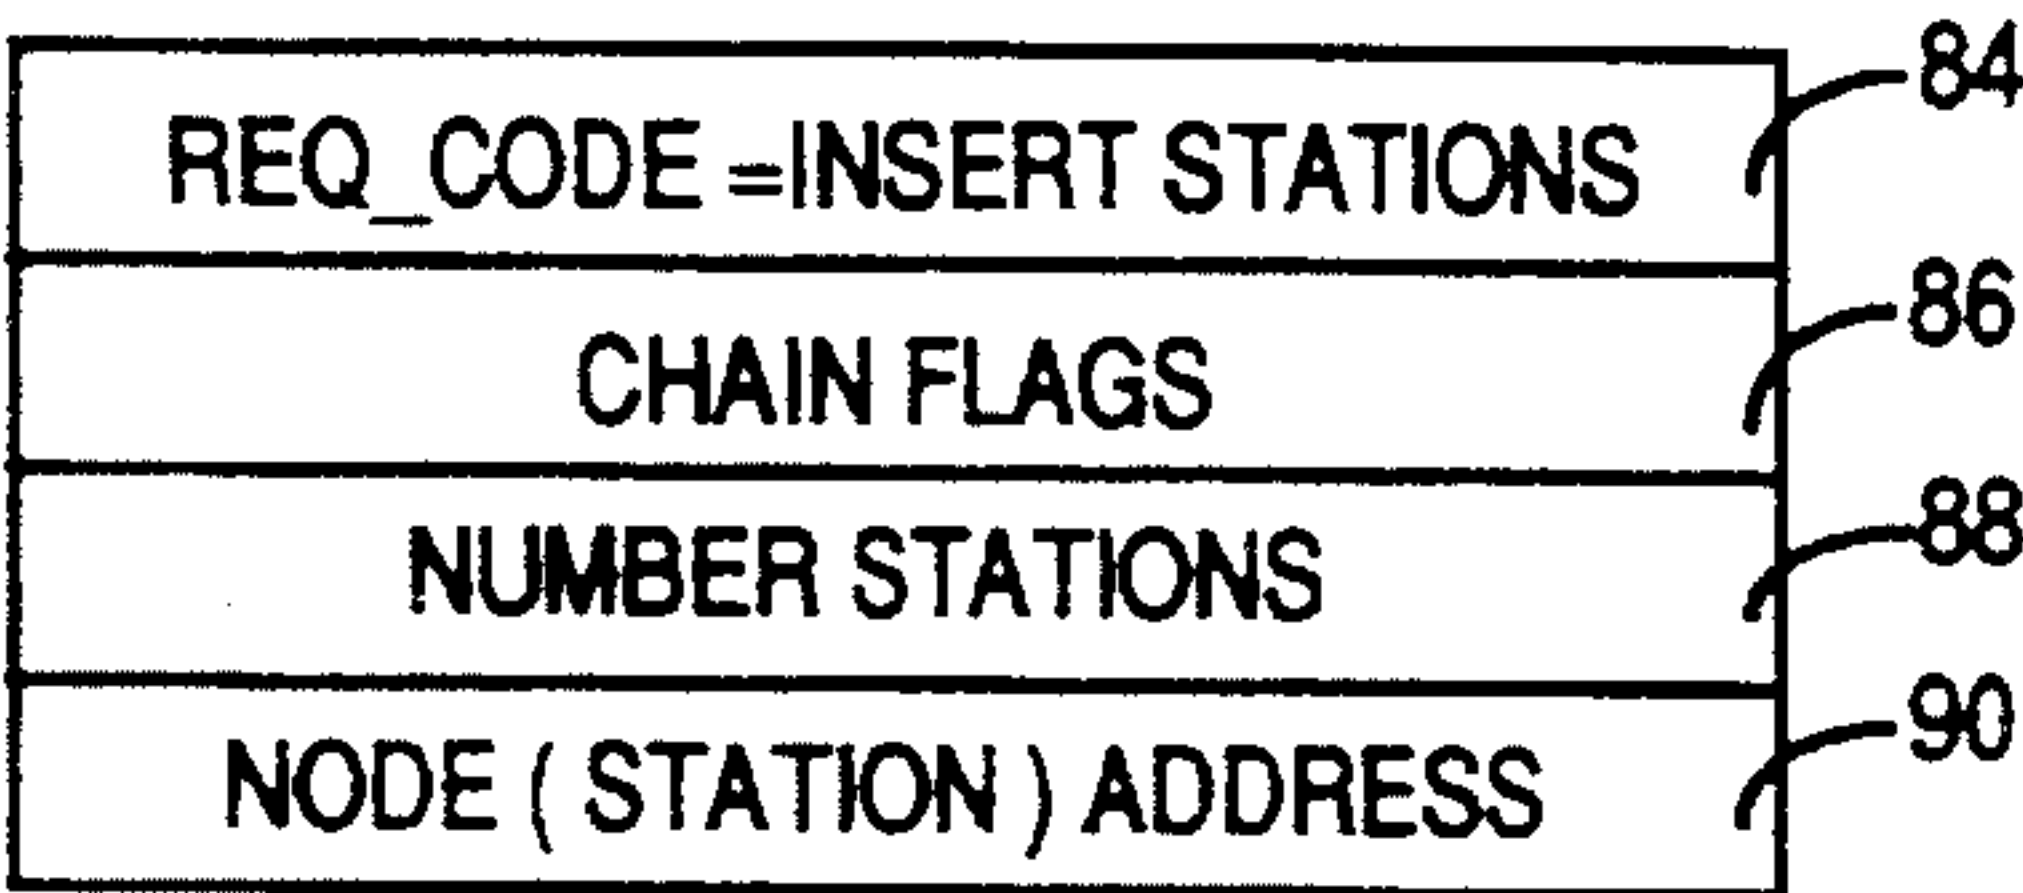 REQ_CODE =INSERT STATIONS 84
CHAIN FLAGS 86
NUMBER STATIONS 88
NODE ( STATION ) ADDRESS 90